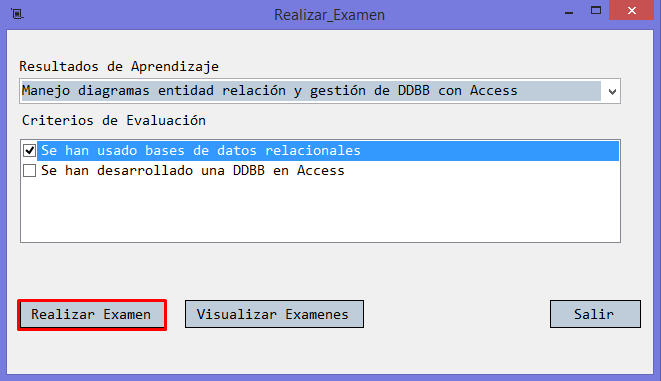 Realizar_Examen
Resultados de Aprendizaje
Manejo diagramas entidad relación y gestión de DDBB con Access
Criterios de Evaluación
Se han usado bases de datos relacionales
Se han desarrollado una DDBB en Access
Realizar Examen
Visualizar Examenes
Salir